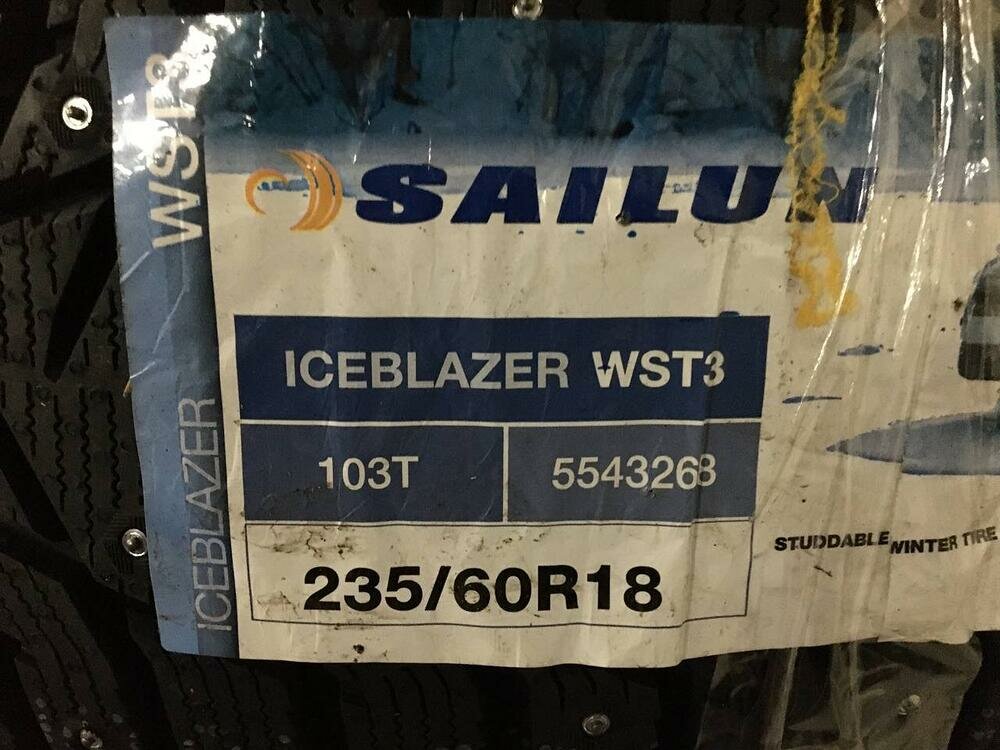 SAILUN
ICEBLAZER WST3
ICEBLAZER WST3
103T
5543268
235/60R18
STUDDABLE WINTER TIRE